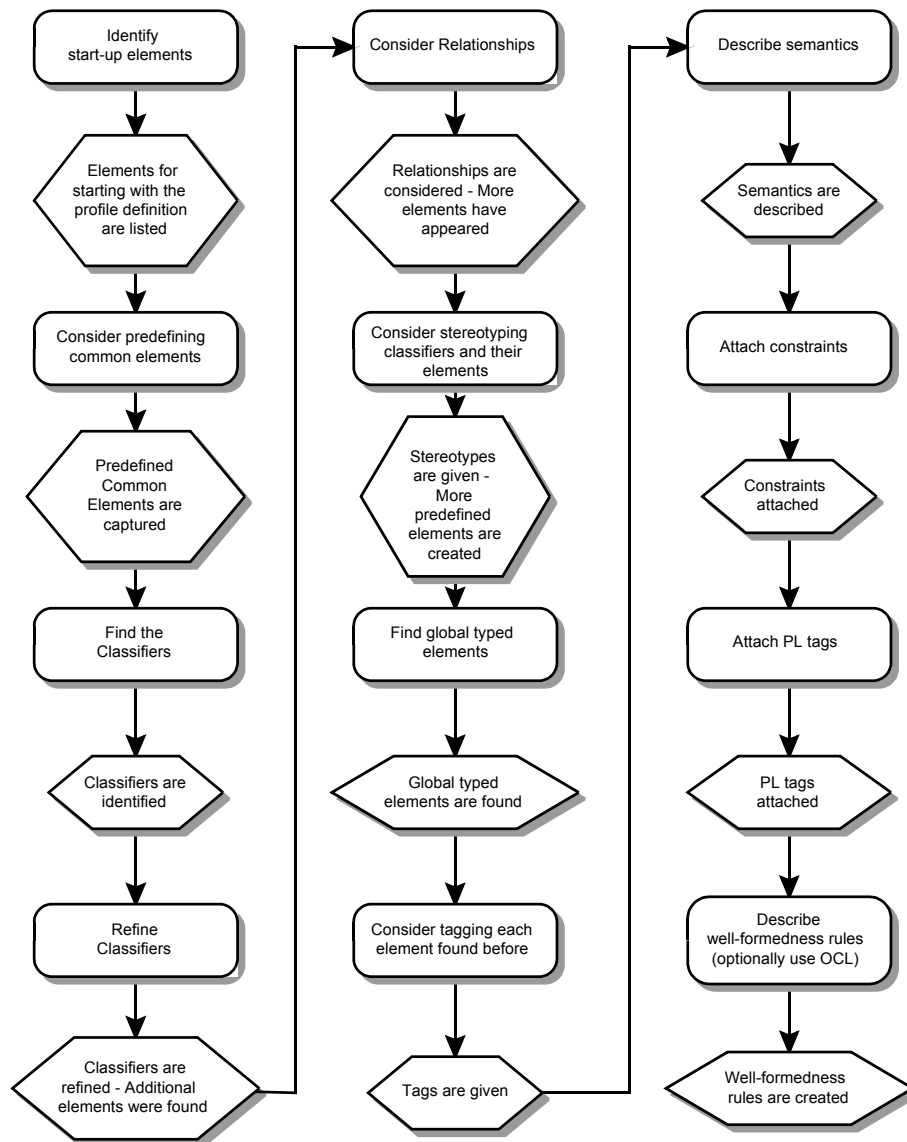 Identify
start-up elements
Elements for
starting with the
profile definition
are listed
Consider predefining
common elements
Predefined
Common
Elements are
captured
Find the
Classifiers
Classifiers are
identified
Refine
Classifiers
Classifiers are
refined - Additional
elements were found
Consider Relationships
Relationships are
considered - More
elements have
appeared
Consider stereotyping
classifiers and their
elements
Stereotypes
are given -
More
predefined
elements are
created
Find global typed
elements
Global typed
elements are found
Consider tagging each
element found before
Tags are given
Describe semantics
Semantics are
described
Attach constraints
Constraints
attached
Attach PL tags
PL tags
attached
Describe
well-formedness rules
(optionally use OCL)
Well-formedness
rules are created